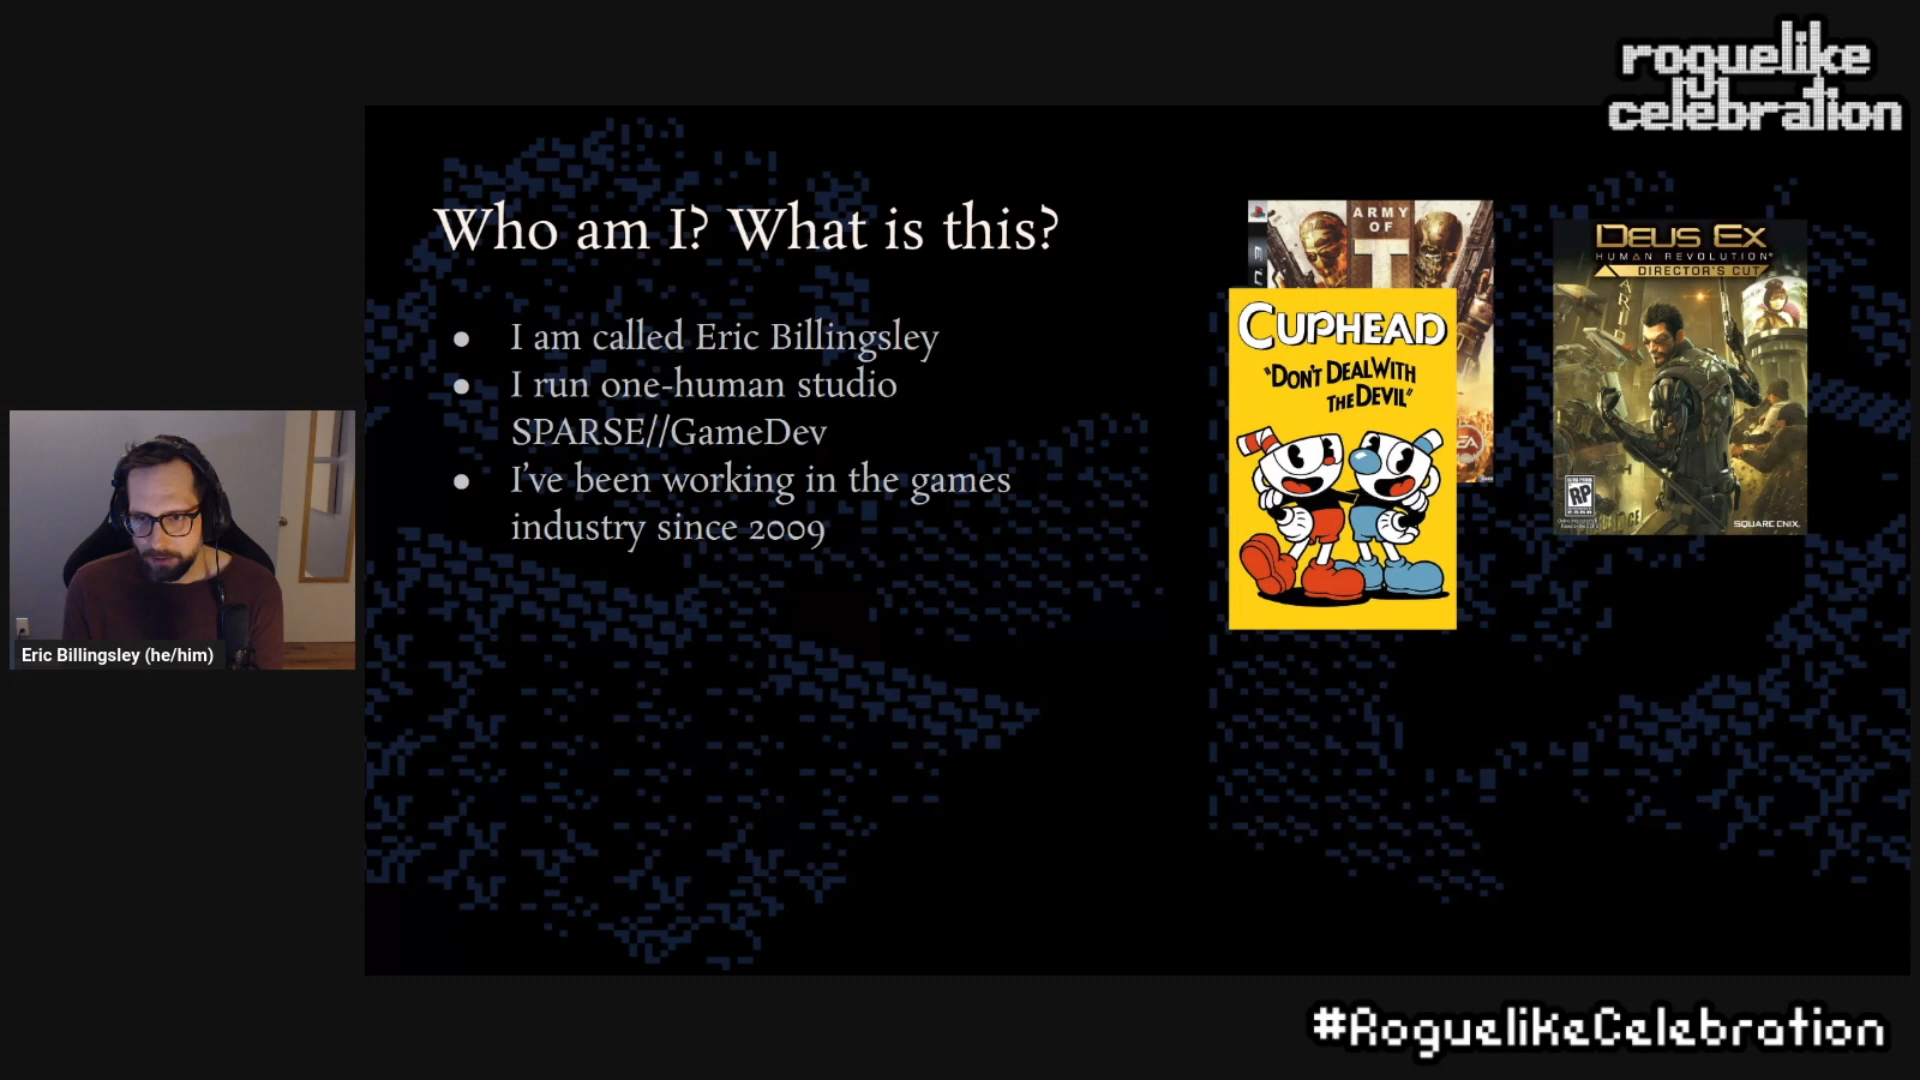 roguelike
celebration
Who am I? What is this?
● I am called Eric Billingsley
● I run one-human studio
SPARSE//GameDev
● I've been working in the games
industry since 2009
ARMY
OF
T
EA
CUPHEAD
"DON'T DEAL WITH
THE DEVIL"
DEUS EX
HUMAN REVOLUTION
DIRECTOR'S CUT
RP
SQUARE ENIX.
Eric Billingsley (he/him)
#RoguelikeCelebration